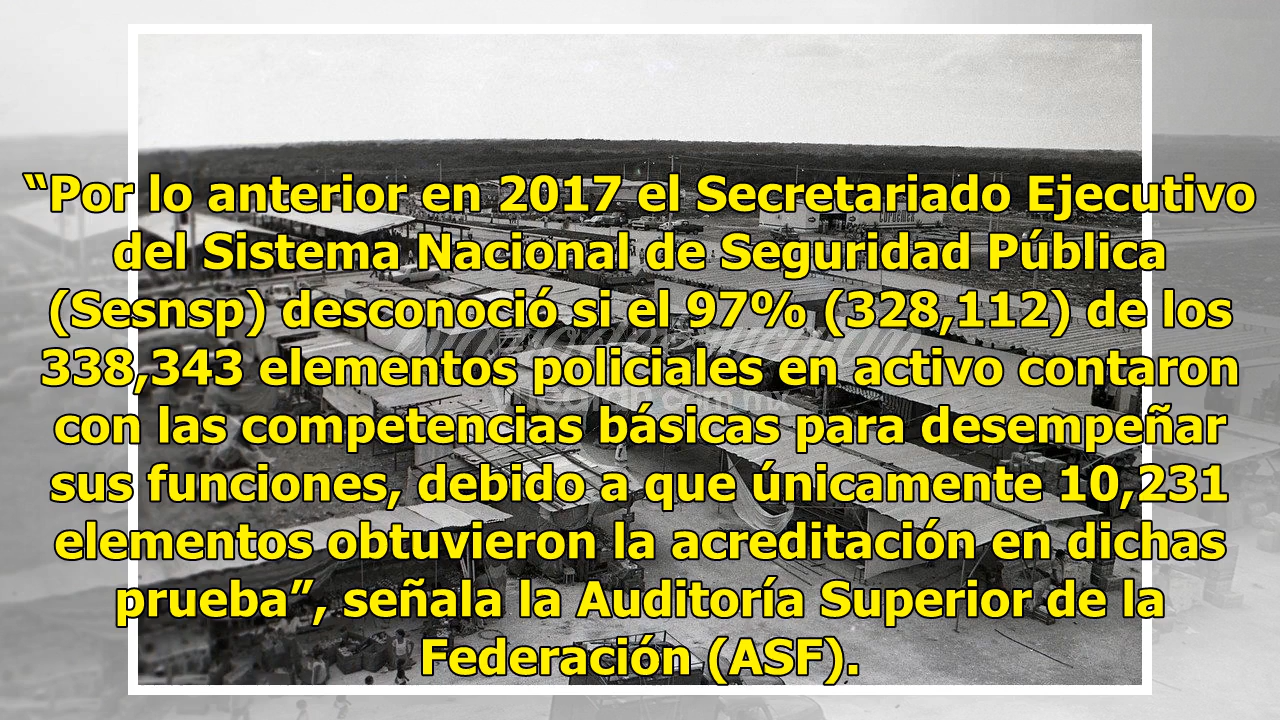 “Por lo anterior en 2017 el Secretariado Ejecutivo
del Sistema Nacional de Seguridad Pública
(Sesnsp) desconoció si el 97% (328,112) de los
338,343 elementos policiales en activo contaron
con las competencias básicas para desempeñar
sus funciones, debido a que únicamente 10,231
elementos obtuvieron la acreditación en dichas
prueba”, señala la Auditoría Superior de la
Federación (ASF).